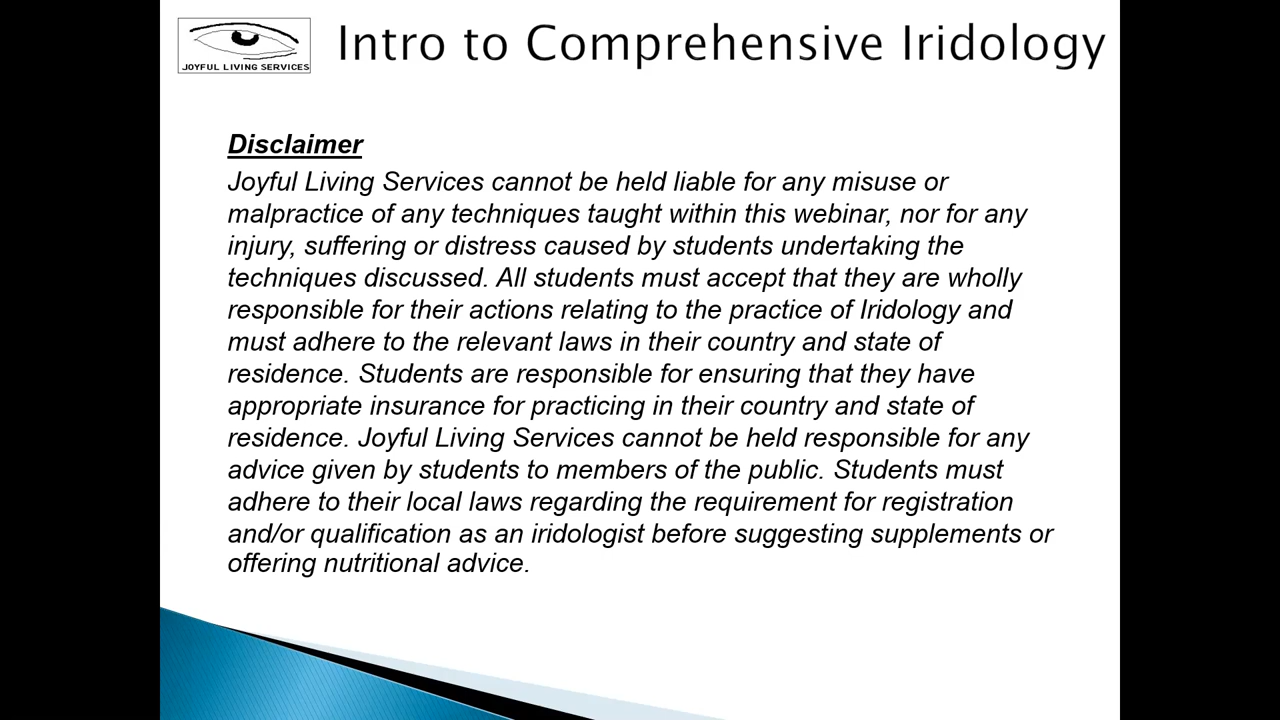 JOYFUL LIVING SERVICES
Intro to Comprehensive Iridology
Disclaimer
Joyful Living Services cannot be held liable for any misuse or
malpractice of any techniques taught within this webinar, nor for any
injury, suffering or distress caused by students undertaking the
techniques discussed. All students must accept that they are wholly
responsible for their actions relating to the practice of Iridology and
must adhere to the relevant laws in their country and state of
residence. Students are responsible for ensuring that they have
appropriate insurance for practicing in their country and state of
residence. Joyful Living Services cannot be held responsible for any
advice given by students to members of the public. Students must
adhere to their local laws regarding the requirement for registration
and/or qualification as an iridologist before suggesting supplements or
offering nutritional advice.